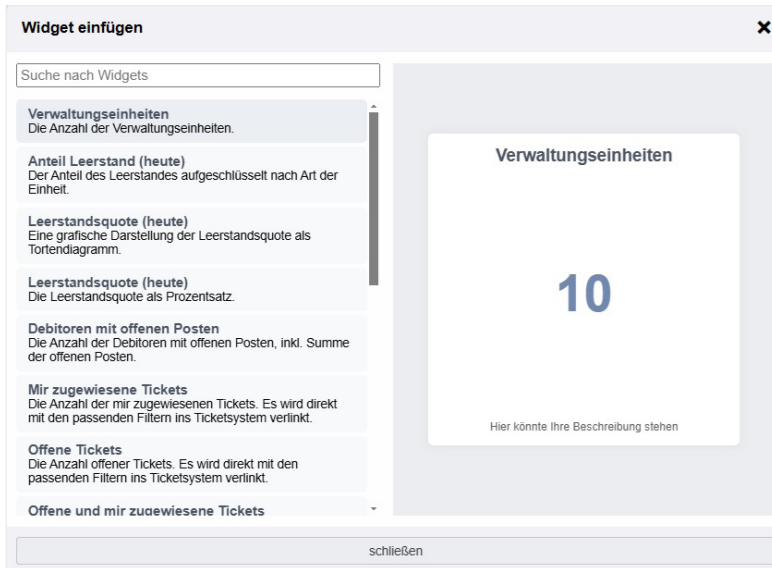 Widget einfügen
Suche nach Widgets
Verwaltungseinheiten
Die Anzahl der Verwaltungseinheiten.
Anteil Leerstand (heute)
Der Anteil des Leerstandes aufgeschlüsselt nach Art der
Einheit.
Leerstandsquote (heute)
Eine grafische Darstellung der Leerstandsquote als
Tortendiagramm.
Leerstandsquote (heute)
Die Leerstandsquote als Prozentsatz.
Debitoren mit offenen Posten
Die Anzahl der Debitoren mit offenen Posten, inkl. Summe
der offenen Posten.
Mir zugewiesene Tickets
Die Anzahl der mir zugewiesenen Tickets. Es wird direkt
mit den passenden Filtern ins Ticketsystem verlinkt.
Offene Tickets
Die Anzahl offener Tickets. Es wird direkt mit den
passenden Filtern ins Ticketsystem verlinkt.
Offene und mir zugewiesene Tickets
Verwaltungseinheiten
10
Hier könnte Ihre Beschreibung stehen
schließen